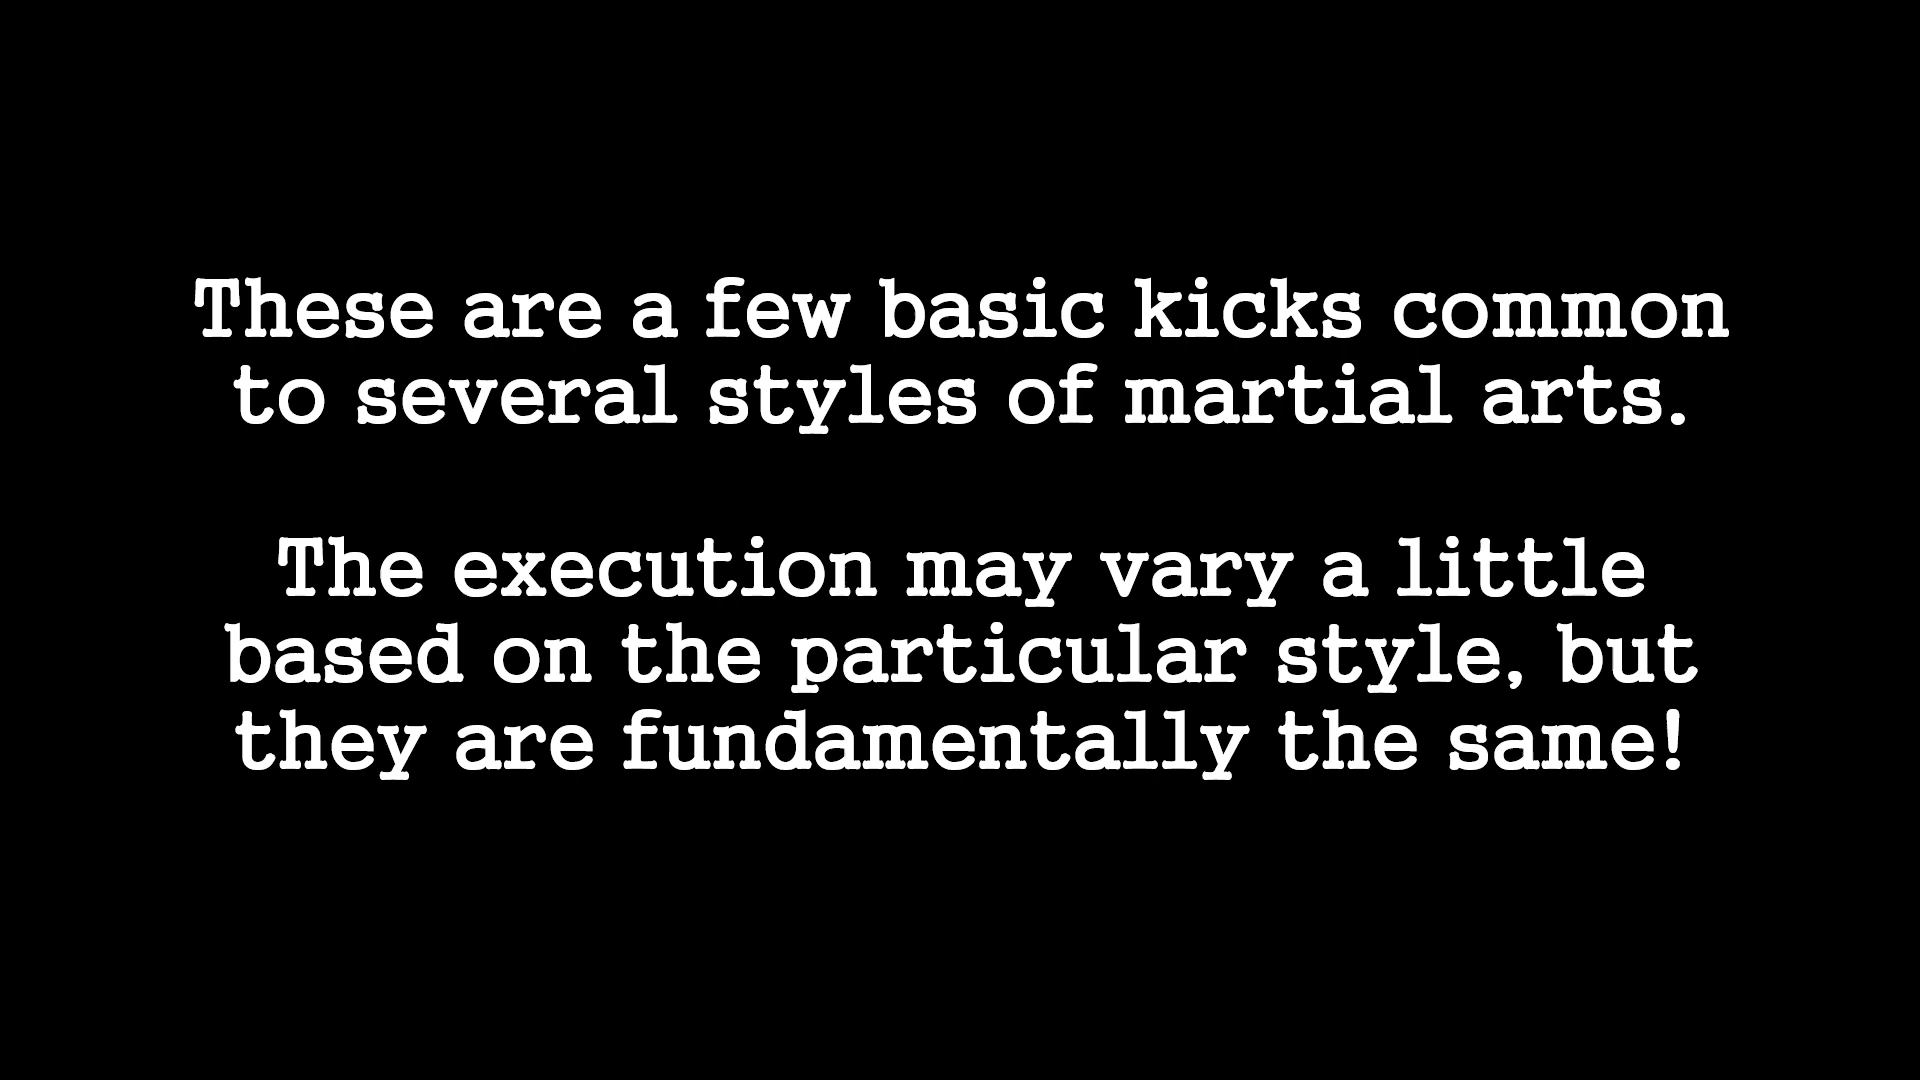 These are a few basic kicks common
to several styles of martial arts.
The execution may vary a little
based on the particular style, but
they are fundamentally the same!